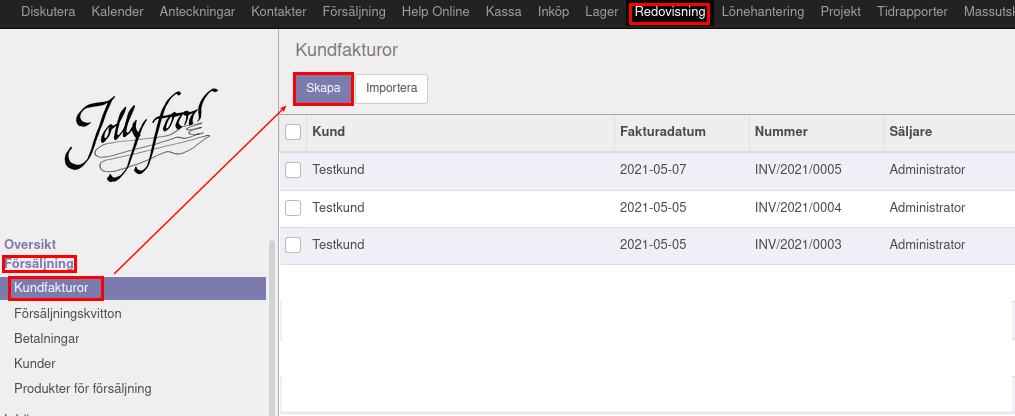 Diskutera Kalender Anteckningar Kontakter Försäljning Help Online Kassa Inköp Lager Redovisning Lönehantering Projekt Tidrapporter
Kundfakturor
Skapa Importera
Jolly food
Kund Fakturadatum Nummer Säljare
Testkund 2021-05-07 INV/2021/0005 Administrator
Testkund 2021-05-05 INV/2021/0004 Administrator
Testkund 2021-05-05 INV/2021/0003 Administrator
Oversikt
Försäljning
Kundfakturor
Försäljningskvitton
Betalningar
Kunder
Produkter för försäljning